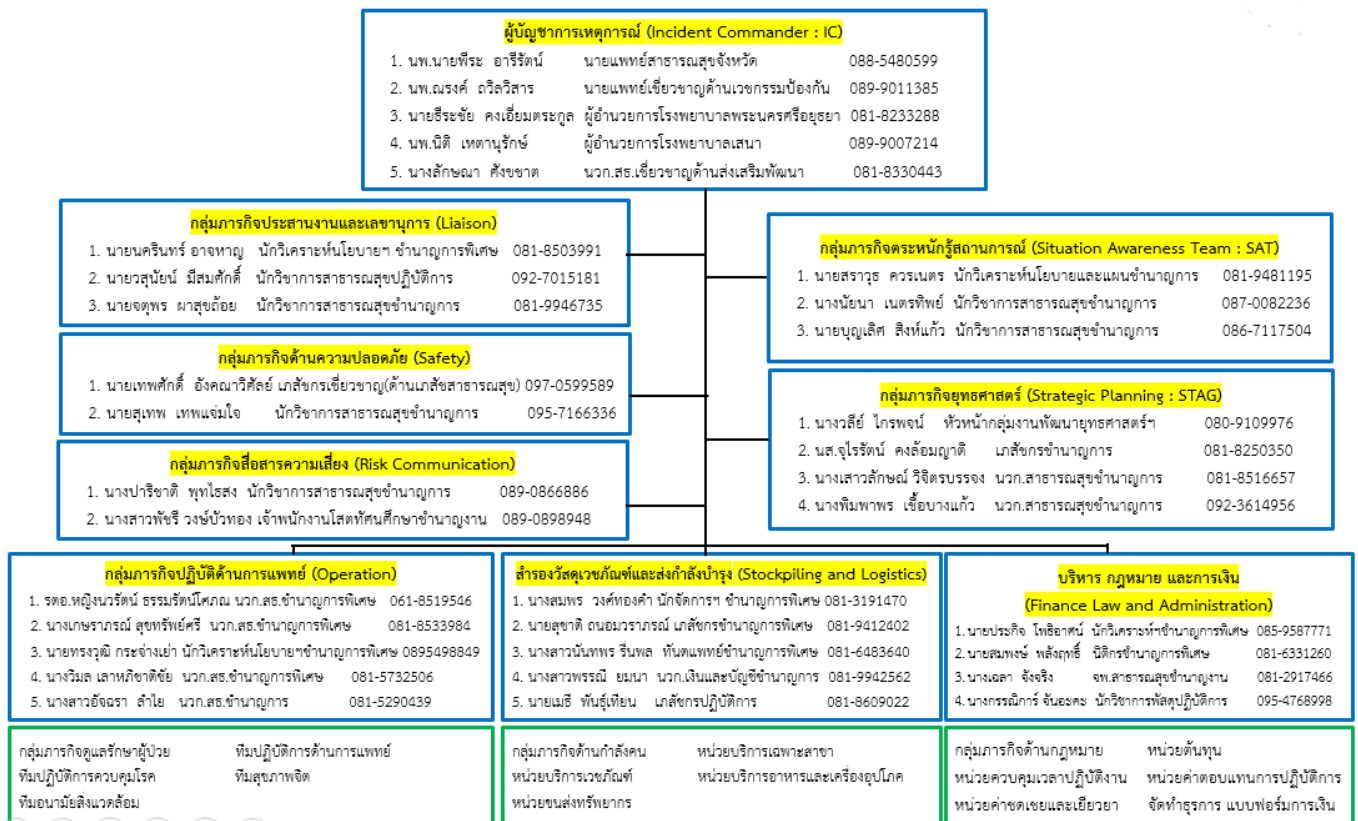 ผู้บัญชาการเหตุการณ์ (Incident Commander : IC)
1. นพ.นายพีระ อารีรัตน์ นายแพทย์สาธารณสุขจังหวัด 088-5480599
2. นพ.ณรงค์ ถวิลวิสาร นายแพทย์เชี่ยวชาญด้านเวชกรรมป้องกัน 089-9011385
3. นายธีระชัย คงเอี่ยมตระกูล ผู้อำนวยการโรงพยาบาลพระนครศรีอยุธยา 081-8233288
4. นพ.นิติ เหตานุรักษ์ ผู้อำนวยการโรงพยาบาลเสนา 089-9007214
5. นางลักษณา ศังขชาต นวก.สธ.เชี่ยวชาญด้านส่งเสริมพัฒนา 081-8330443
กลุ่มภารกิจประสานงานและเลขานุการ (Liaison)
1. นายนครินทร์ อาจหาญ นักวิเคราะห์นโยบายฯ ชำนาญการพิเศษ 081-8503991
2. นายวสุนัยน์ มีสมศักดิ์ นักวิชาการสาธารณสุขปฏิบัติการ 092-7015181
3. นายจตุพร ผาสุขถ้อย นักวิชาการสาธารณสุขชำนาญการ 081-9946735
กลุ่มภารกิจตระหนักรู้สถานการณ์ (Situation Awareness Team : SAT)
1. นายสราวุธ ควรเนตร นักวิเคราะห์นโยบายและแผนชำนาญการ 081-9481195
2. นางนัยนา เนตรทิพย์ นักวิชาการสาธารณสุขชำนาญการ 087-0082236
3. นายบุญเลิศ สิงห์แก้ว นักวิชาการสาธารณสุขชำนาญการ 086-7117504
กลุ่มภารกิจด้านความปลอดภัย (Safety)
1. นายเทพศักดิ์ อังคณาวิศัลย์ เภสัชกรเชี่ยวชาญ(ด้านเภสัชสาธารณสุข) 097-0599589
2. นายสุเทพ เทพแจ่มใจ นักวิชาการสาธารณสุขชำนาญการ 095-7166336
กลุ่มภารกิจยุทธศาสตร์ (Strategic Planning : STAG)
1. นางวลีย์ ไกรพจน์ หัวหน้ากลุ่มงานพัฒนายุทธศาสตร์ฯ 080-9109976
2. นส.จุไรรัตน์ คงล้อมญาติ เภสัชกรชำนาญการ 081-8250350
3. นางเสาวลักษณ์ วิจิตรบรรจง นวก.สาธารณสุขชำนาญการ 081-8516657
4. นางพิมพาพร เชื้อบางแก้ว นวก.สาธารณสุขชำนาญการ 092-3614956
กลุ่มภารกิจสื่อสารความเสี่ยง (Risk Communication)
1. นางปาริชาติ พุทไธสง นักวิชาการสาธารณสุขชำนาญการ 089-0866886
2. นางสาวพัชรี วงษ์บัวทอง เจ้าพนักงานโสตทัศนศึกษาชำนาญงาน 089-0898948
กลุ่มภารกิจปฏิบัติด้านการแพทย์ (Operation)
1. รตอ.หญิงนวรัตน์ ธรรมรัตน์โศภณ นวก.สธ.ชำนาญการพิเศษ 061-8519546
2. นางเกษราภรณ์ สุขทรัพย์ศรี นวก.สธ.ชำนาญการพิเศษ 081-8533984
3. นายทรงวุฒิ กระจ่างเย่า นักวิเคราะห์นโยบายฯชำนาญการพิเศษ 0895498849
4. นางวิมล เลาหภิชาติชัย นวก.สธ.ชำนาญการพิเศษ 081-5732506
5. นางสาวอัจฉรา ลำไย นวก.สธ.ชำนาญการ 081-5290439
สำรองวัสดุเวชภัณฑ์และส่งกำลังบำรุง (Stockpiling and Logistics)
1. นางสมพร วงศ์ทองคำ นักจัดการฯ ชำนาญการพิเศษ 081-3191470
2. นายสุชาติ ถนอมวราภรณ์ เภสัชกรชำนาญการพิเศษ 081-9412402
3. นางสาวนันทพร รื่นพล ทันตแพทย์ชำนาญการพิเศษ 081-6483640
4. นางสาวพรรณี ยมนา นวก.เงินและบัญชีชำนาญการ 081-9942562
5. นายเมธี พันธุ์เทียน เภสัชกรปฏิบัติการ 081-8609022
บริหาร กฎหมาย และการเงิน
(Finance Law and Administration)
1.นายประกิจ โพธิอาศน์ นักวิเคราะห์ฯชำนาญการพิเศษ 085-9587771
2.นายสมพงษ์ พลังฤทธิ์ นิติกรชำนาญการพิเศษ 081-6331260
3.นางเฉลา จังจริง จพ.สาธารณสุขชำนาญงาน 081-2917466
4.นางกรรณิการ์ จันอะคะ นักวิชาการพัสดุปฏิบัติการ 095-4768998
กลุ่มภารกิจดูแลรักษาผู้ป่วย ทีมปฏิบัติการด้านการแพทย์
ทีมปฏิบัติการควบคุมโรค ทีมสุขภาพจิต
ทีมอนามัยสิ่งแวดล้อม
กลุ่มภารกิจด้านกำลังคน หน่วยบริการเฉพาะสาขา
หน่วยบริการเวชภัณฑ์ หน่วยบริการอาหารและเครื่องอุปโภค
หน่วยขนส่งทรัพยากร
กลุ่มภารกิจด้านกฎหมาย หน่วยต้นทุน
หน่วยควบคุมเวลาปฏิบัติงาน หน่วยค่าตอบแทนการปฏิบัติการ
หน่วยค่าชดเชยและเยียวยา จัดทำธุรการ แบบฟอร์มการเงิน